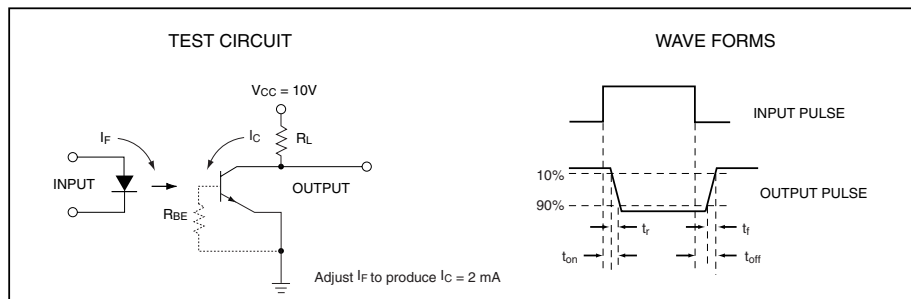 TEST CIRCUIT
VCC = 10V
IF
IC
RL
INPUT
OUTPUT
RBE
Adjust IF to produce IC = 2 mA
WAVE FORMS
INPUT PULSE
10%
OUTPUT PULSE
90%
tr
tf
ton
toff